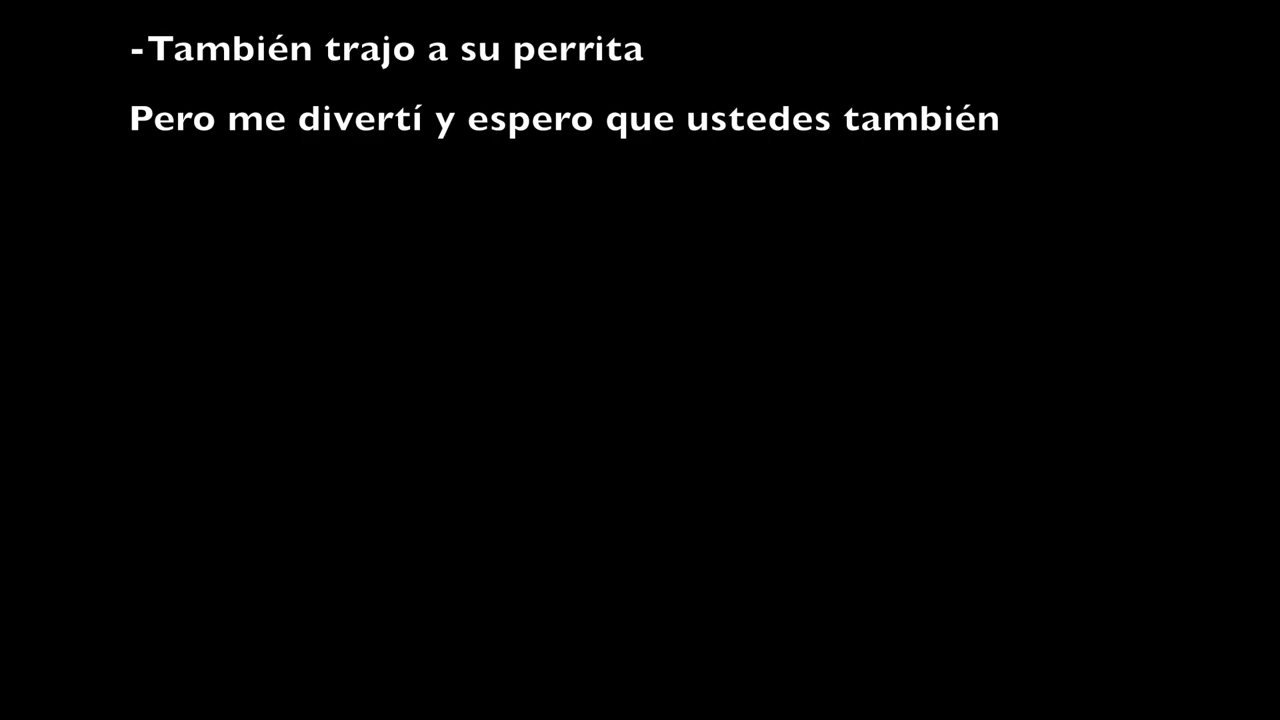 -También trajo a su perrita
Pero me divertí y espero que ustedes también